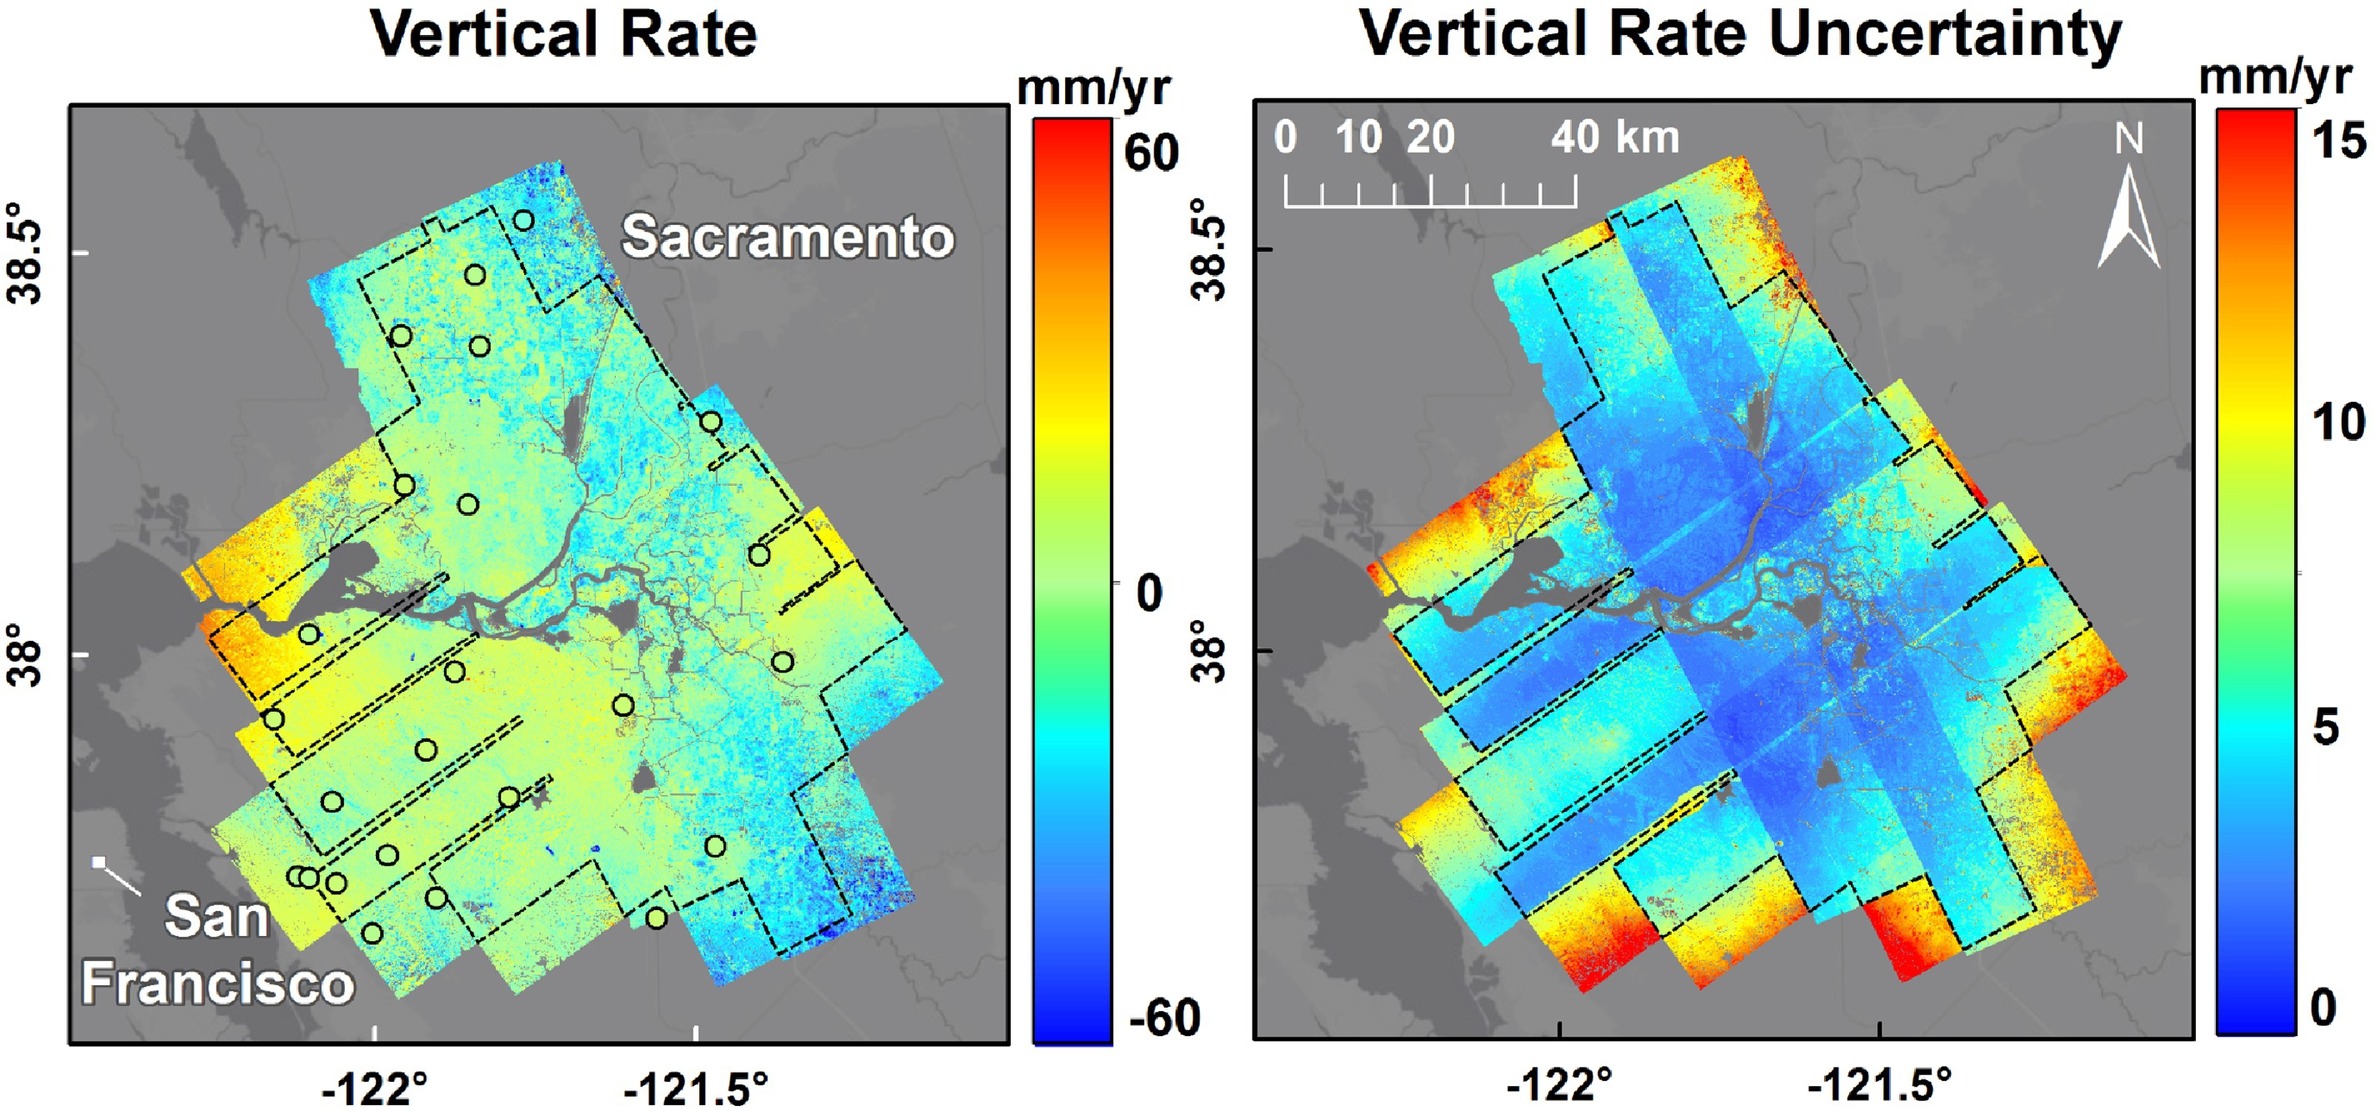 Vertical Rate
mm/yr
60
0
-60
38.5°
38°
-122°
-121.5°
Sacramento
San
Francisco
Vertical Rate Uncertainty
mm/yr
15
10
5
0
0 10 20 40 km
N
38.5°
38°
-122°
-121.5°